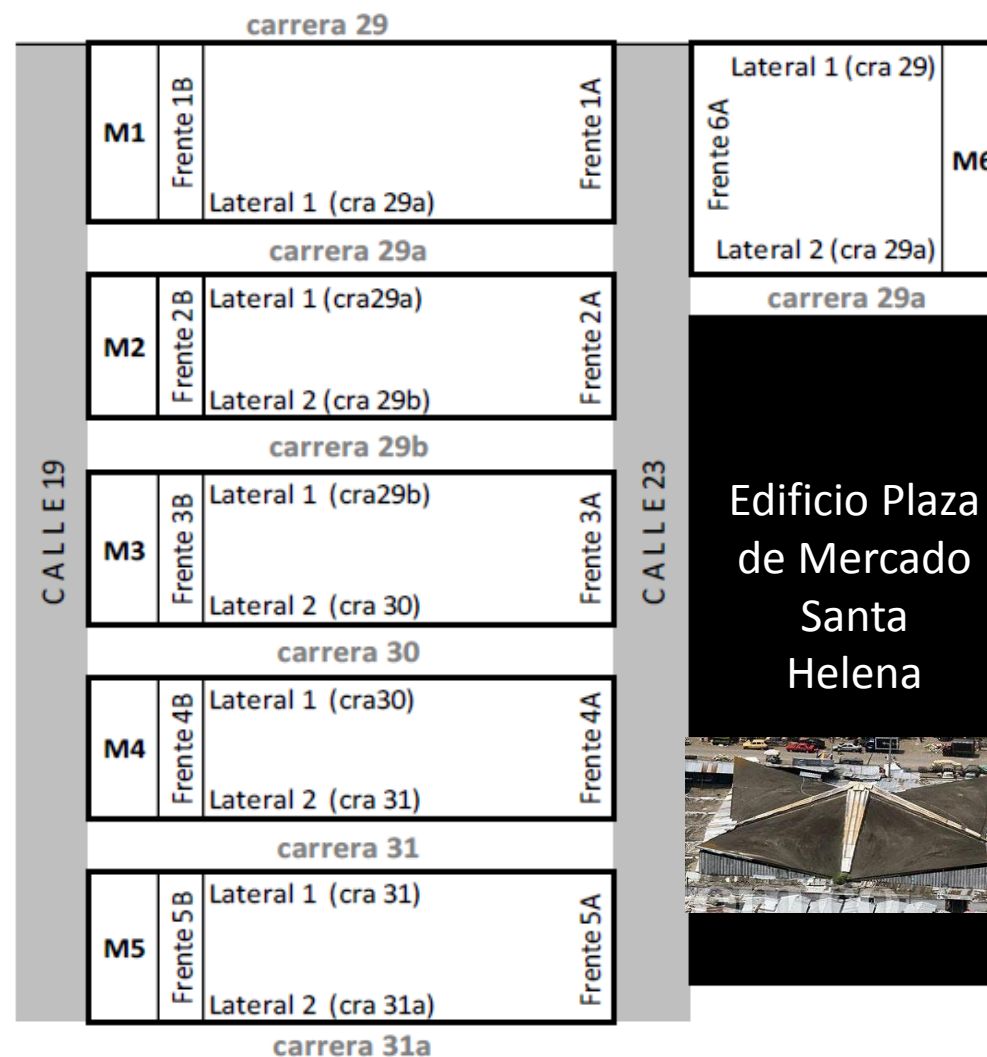 carrera 29
M1
Frente 1B
Lateral 1 (cra 29a)
Frente 1A
carrera 29a
M2
Frente 2B
Lateral 1 (cra29a)
Lateral 2 (cra 29b)
Frente 2A
carrera 29b
M3
Frente 3B
Lateral 1 (cra29b)
Lateral 2 (cra 30)
Frente 3A
carrera 30
M4
Frente 4B
Lateral 1 (cra30)
Lateral 2 (cra 31)
Frente 4A
carrera 31
M5
Frente 5B
Lateral 1 (cra 31)
Lateral 2 (cra 31a)
Frente 5A
carrera 31a
CALLE 19
CALLE 23
Lateral 1 (cra 29)
Frente 6A
Lateral 2 (cra 29a)
M6
carrera 29a
Edificio Plaza
de Mercado
Santa
Helena